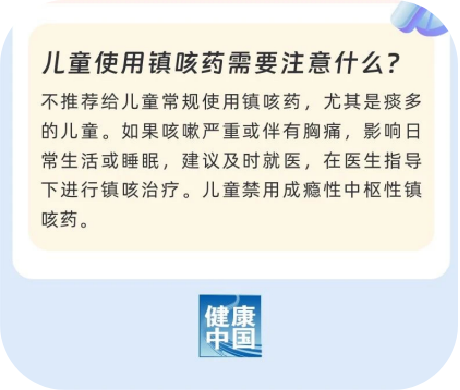 儿童使用镇咳药需要注意什么？
不推荐给儿童常规使用镇咳药，尤其是痰多
的儿童。如果咳嗽严重或伴有胸痛，影响日
常生活或睡眠，建议及时就医，在医生指导
下进行镇咳治疗。儿童禁用成瘾性中枢性镇
咳药。
健康
中国